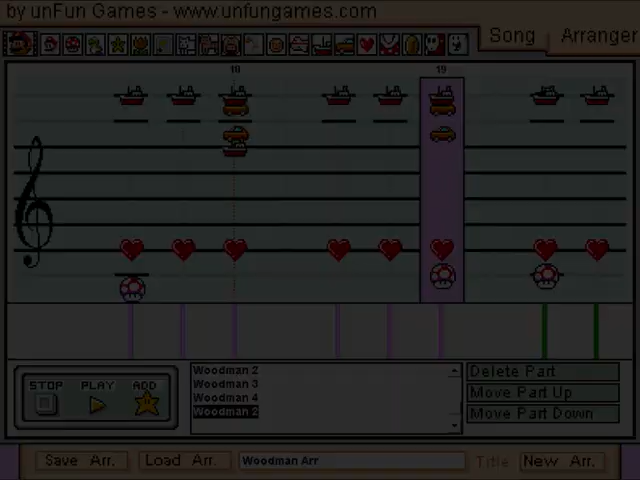 by unFun Games - www.unfungames.com
Song Arranger
19
STOP PLAY ADD
Woodman 2
Woodman 3
Woodman 4
Woodman 2
Delete Part
Move Part Up
Move Part Down
Save Arr. Load Arr. Woodman Arr Title New Arr.